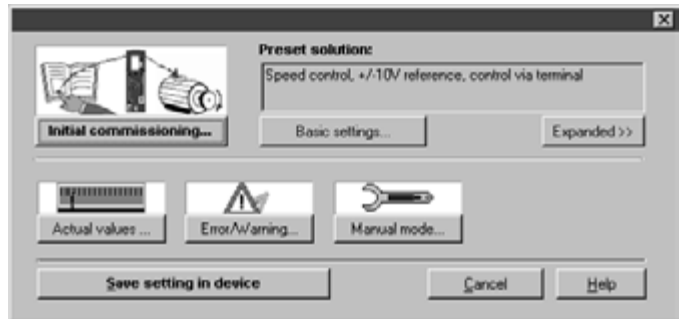 Preset solution:
Speed control, +/-10V reference, control via terminal
Initial commissioning...
Basic settings...
Expanded >>
Actual values ...
Error/Warning...
Manual mode...
Save setting in device
Cancel
Help